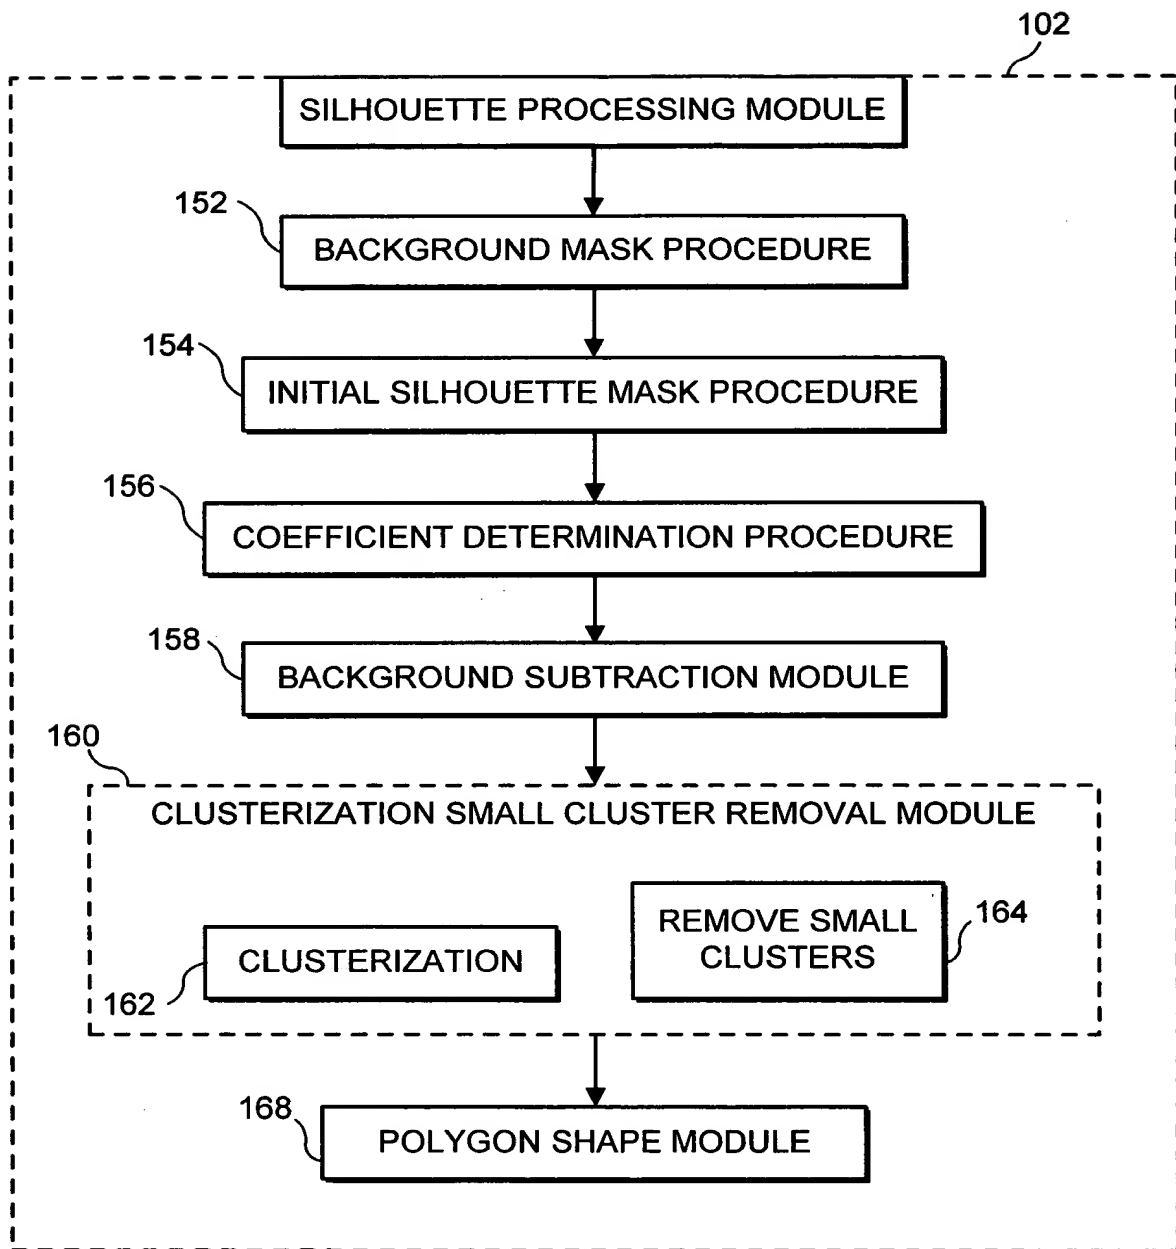 102
SILHOUETTE PROCESSING MODULE
152
BACKGROUND MASK PROCEDURE
154
INITIAL SILHOUETTE MASK PROCEDURE
156
COEFFICIENT DETERMINATION PROCEDURE
158
BACKGROUND SUBTRACTION MODULE
160
CLUSTERIZATION SMALL CLUSTER REMOVAL MODULE
CLUSTERIZATION
162
REMOVE SMALL
CLUSTERS
164
168
POLYGON SHAPE MODULE